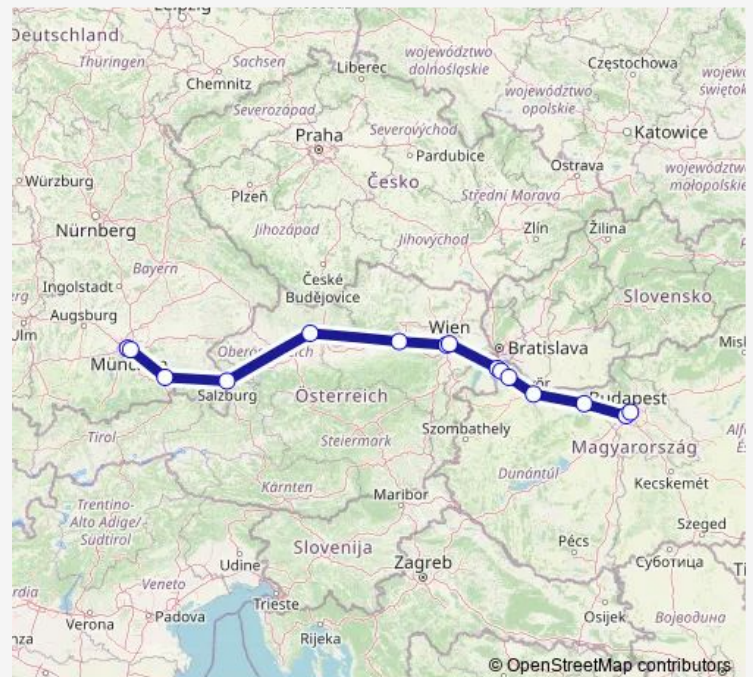 Leipzig
Deutschland
Thüringen
Sachsen
Chemnitz
Liberec
województwo
dolnośląskie
Częstochowa
województwo
opolskie
Severozápad
Praha
Severovýchod
Pardubice
Katowice
Würzburg
Plzeň
Česko
Ostrava
województwo
małopolskie
Střední Morava
Nürnberg
Jihozápad
Jihovýchod
Zlín
Žilina
Bayern
Ingolstadt
České
Budějovice
Slovensko
Augsburg
Ulm
Wien
Bratislava
Salzburg
Österreich
Budapest
Tirol
Steiermark
Szombathely
Magyarország
Kärnten
Maribor
Dunántúl
Kecskemét
Trentino-
Alto Adige/
Südtirol
Slovenija
Udine
Zagreb
Pécs
Szeged
Суботица
Veneto
Trieste
Verona
Padova
Rijeka
Osijek
Војводина
© OpenStreetMap contributors